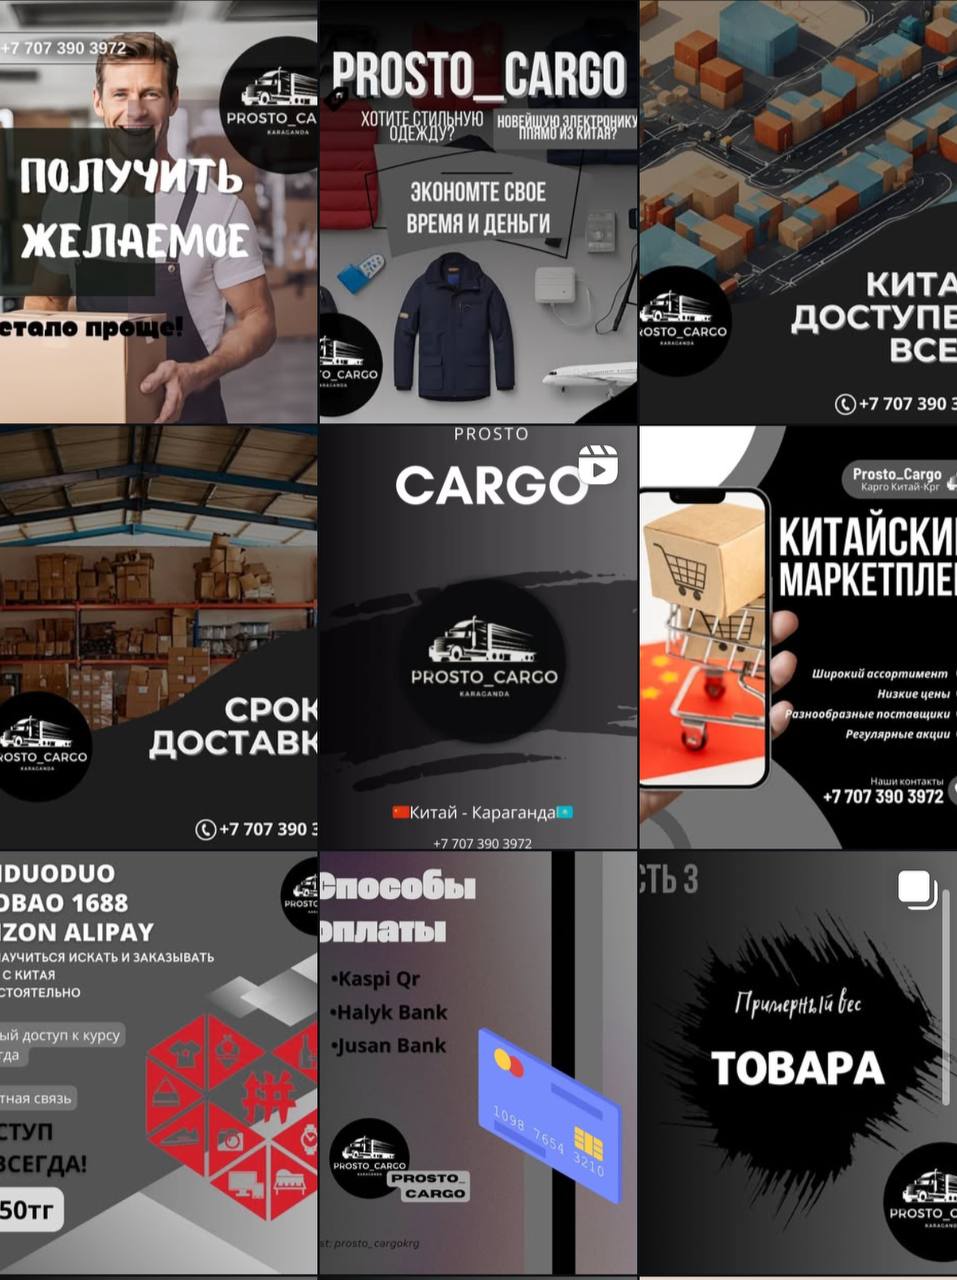 +7 707 390 3972
PROSTO_CA
KARAGANDA
ПОЛУЧИТЬ
ЖЕЛАЕМОЕ
стало проще!
PROSTO_CARGO
ХОТИТЕ СТИЛЬНУЮ
ОДЕЖДУ?
НОВЕЙШУЮ ЭЛЕКТРОНИКУ
ПРЯМО ИЗ КИТАЯ?
ЭКОНОМТЕ СВОЕ
ВРЕМЯ И ДЕНЬГИ
TO_CARGO
KARAGANDA
ROSTO_CARGO
KARAGANDA
КИТА
ДОСТУПЕ
ВСЕ
+7 707 390 3
ROSTO_CARGO
KARAGANDA
СРОК
ДОСТАВК
+7 707 390 3
PROSTO
CARGO
PROSTO_CARGO
KARAGANDA
Китай - Караганда
+7 707 390 3972
Prosto_Cargo
Карго Китай-Крг
КИТАЙСКИ
МАРКЕТПЛЕ
Широкий ассортимент
Низкие цены
Разнообразные поставщики
Регулярные акции
Наши контакты
+7 707 390 3972
NDUODUO
OBAO 1688
IZON ALIPAY
НАУЧИТЬСЯ ИСКАТЬ И ЗАКАЗЫВАТЬ
С КИТАЯ
СТОЯТЕЛЬНО
ый доступ к курсу
гда
тная связь
СТУП
ВСЕГДА!
50тг
PROSTO
Способы
оплаты
•Kaspi Qr
•Halyk Bank
•Jusan Bank
1098 7654 3210
PROSTO_CARGO
KARAGANDA
PROSTO_
CARGO
st: prosto_cargokrg
СТЬ 3
Примерный вес
ТОВАРА
PROSTO_CA
KARAGANDA